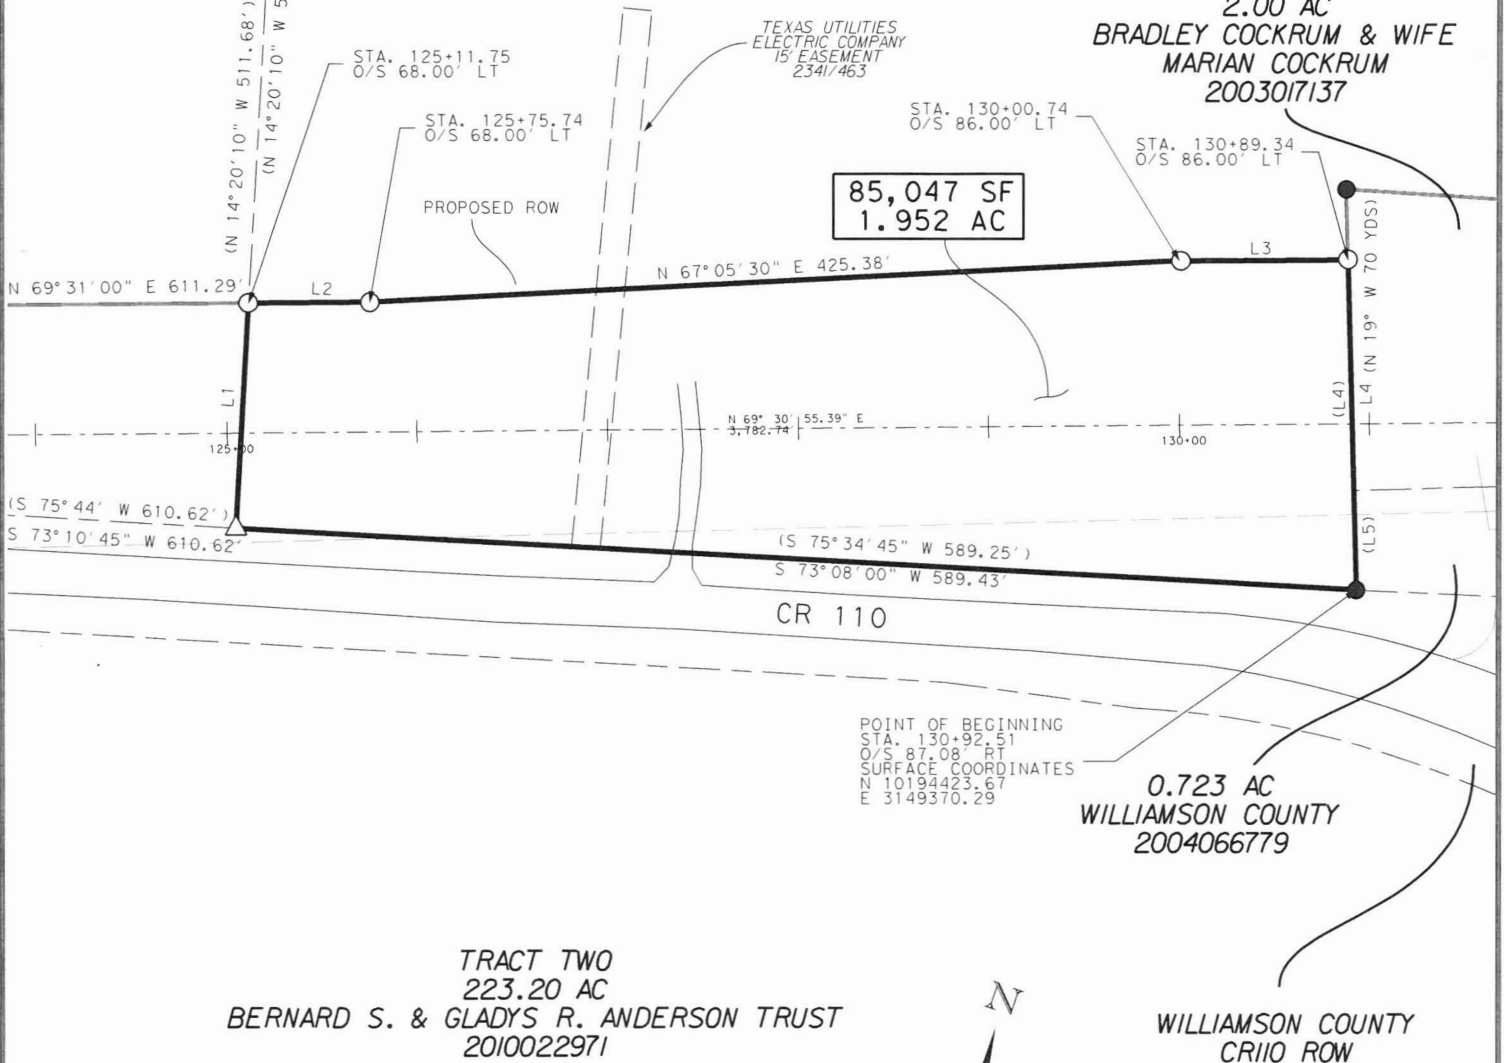 2.00 AC
BRADLEY COCKRUM & WIFE
MARIAN COCKRUM
2003017137
TEXAS UTILITIES
ELECTRIC COMPANY
15' EASEMENT
2341/463
(N 14°20'10" W 511.68')
(N 14°20'10" W 5
STA. 125+11.75
O/S 68.00' LT
STA. 125+75.74
O/S 68.00' LT
STA. 130+00.74
O/S 86.00' LT
STA. 130+89.34
O/S 86.00' LT
85,047 SF
1.952 AC
PROPOSED ROW
N 69°31'00" E 611.29'
L2
N 67°05'30" E 425.38'
L3
L1
(L4)
L4 (N 19° W 70 YDS)
N 69° 30' 55.39" E
3,782.74'
125+00
130+00
(S 75°44' W 610.62')
S 73°10'45" W 610.62'
(S 75°34'45" W 589.25')
S 73°08'00" W 589.43'
(L5)
CR 110
POINT OF BEGINNING
STA. 130+92.51
O/S 87.08' RT
SURFACE COORDINATES
N 10194423.67
E 3149370.29
0.723 AC
WILLIAMSON COUNTY
2004066779
TRACT TWO
223.20 AC
BERNARD S. & GLADYS R. ANDERSON TRUST
2010022971
N
WILLIAMSON COUNTY
CR110 ROW